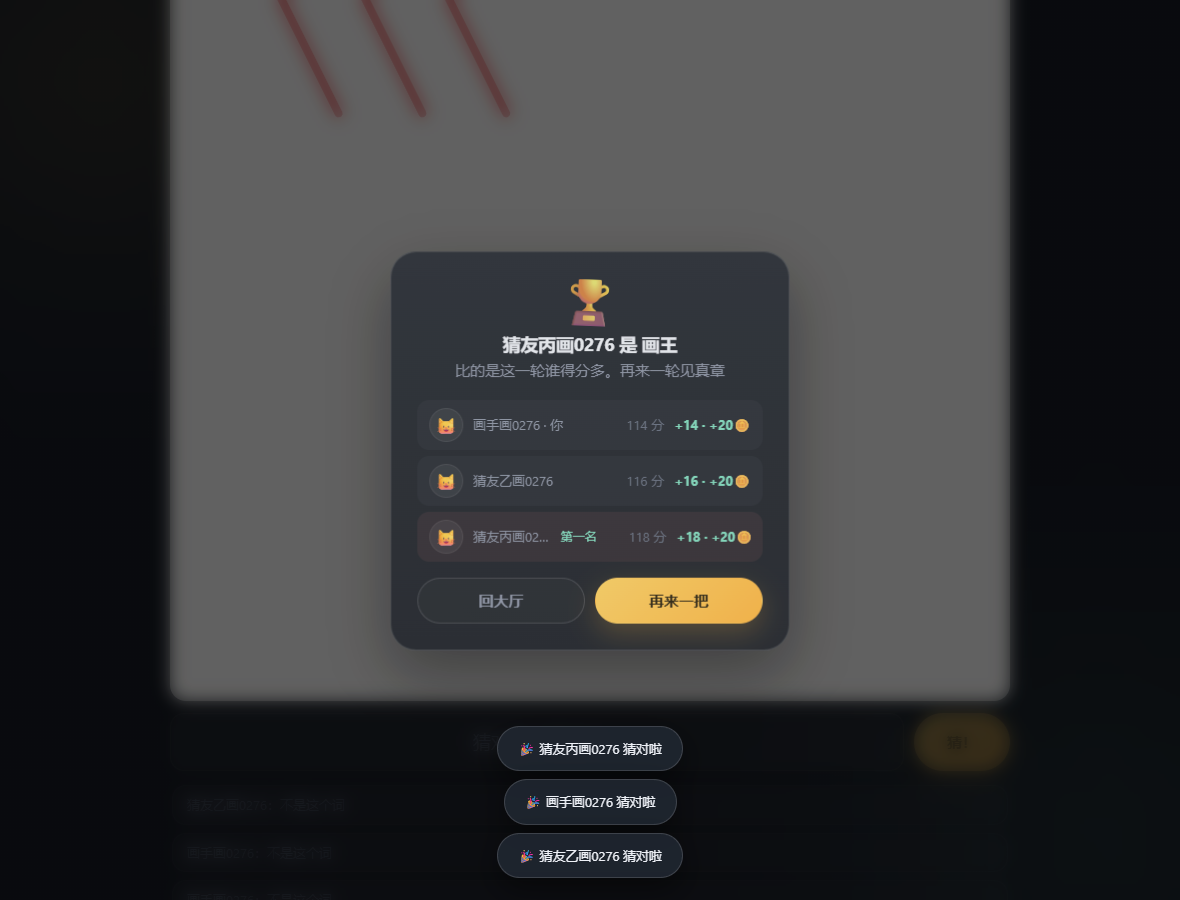 猜友丙画0276 是 画王
比的是这一轮谁得分多。再来一轮见真章
画手画0276 · 你 114 分 +14 · +20
猜友乙画0276 116 分 +16 · +20
猜友丙画02... 第一名 118 分 +18 · +20
回大厅 再来一把
猜友丙画0276 猜对啦
画手画0276 猜对啦
猜友乙画0276 猜对啦